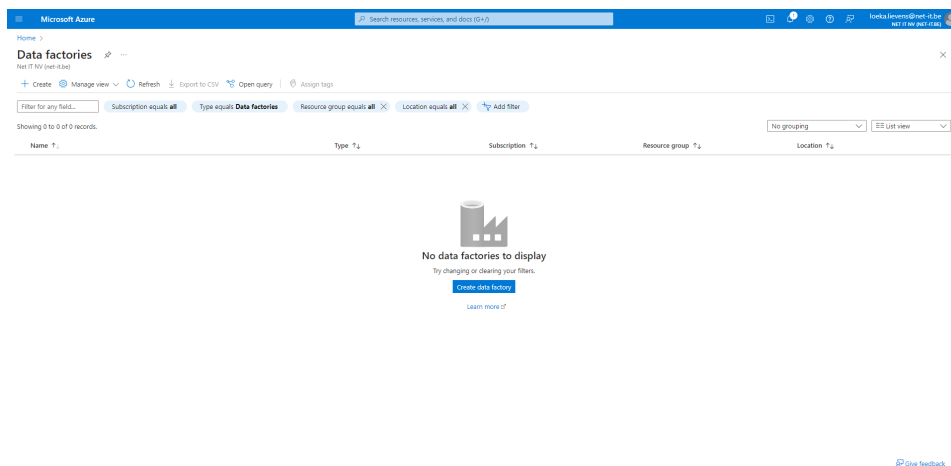 Microsoft Azure
Search resources, services, and docs (G+/)
loeka.lievens@net-it.be
NET IT NV (NET-IT.BE)
Home >
Data factories
Net IT NV (net-it.be)
+ Create Manage view Refresh Export to CSV Open query Assign tags
Filter for any field... Subscription equals all Type equals Data factories Resource group equals all Location equals all Add filter
Showing 0 to 0 of 0 records.
No grouping List view
Name Type Subscription Resource group Location
No data factories to display
Try changing or clearing your filters.
Create data factory
Learn more
Give feedback